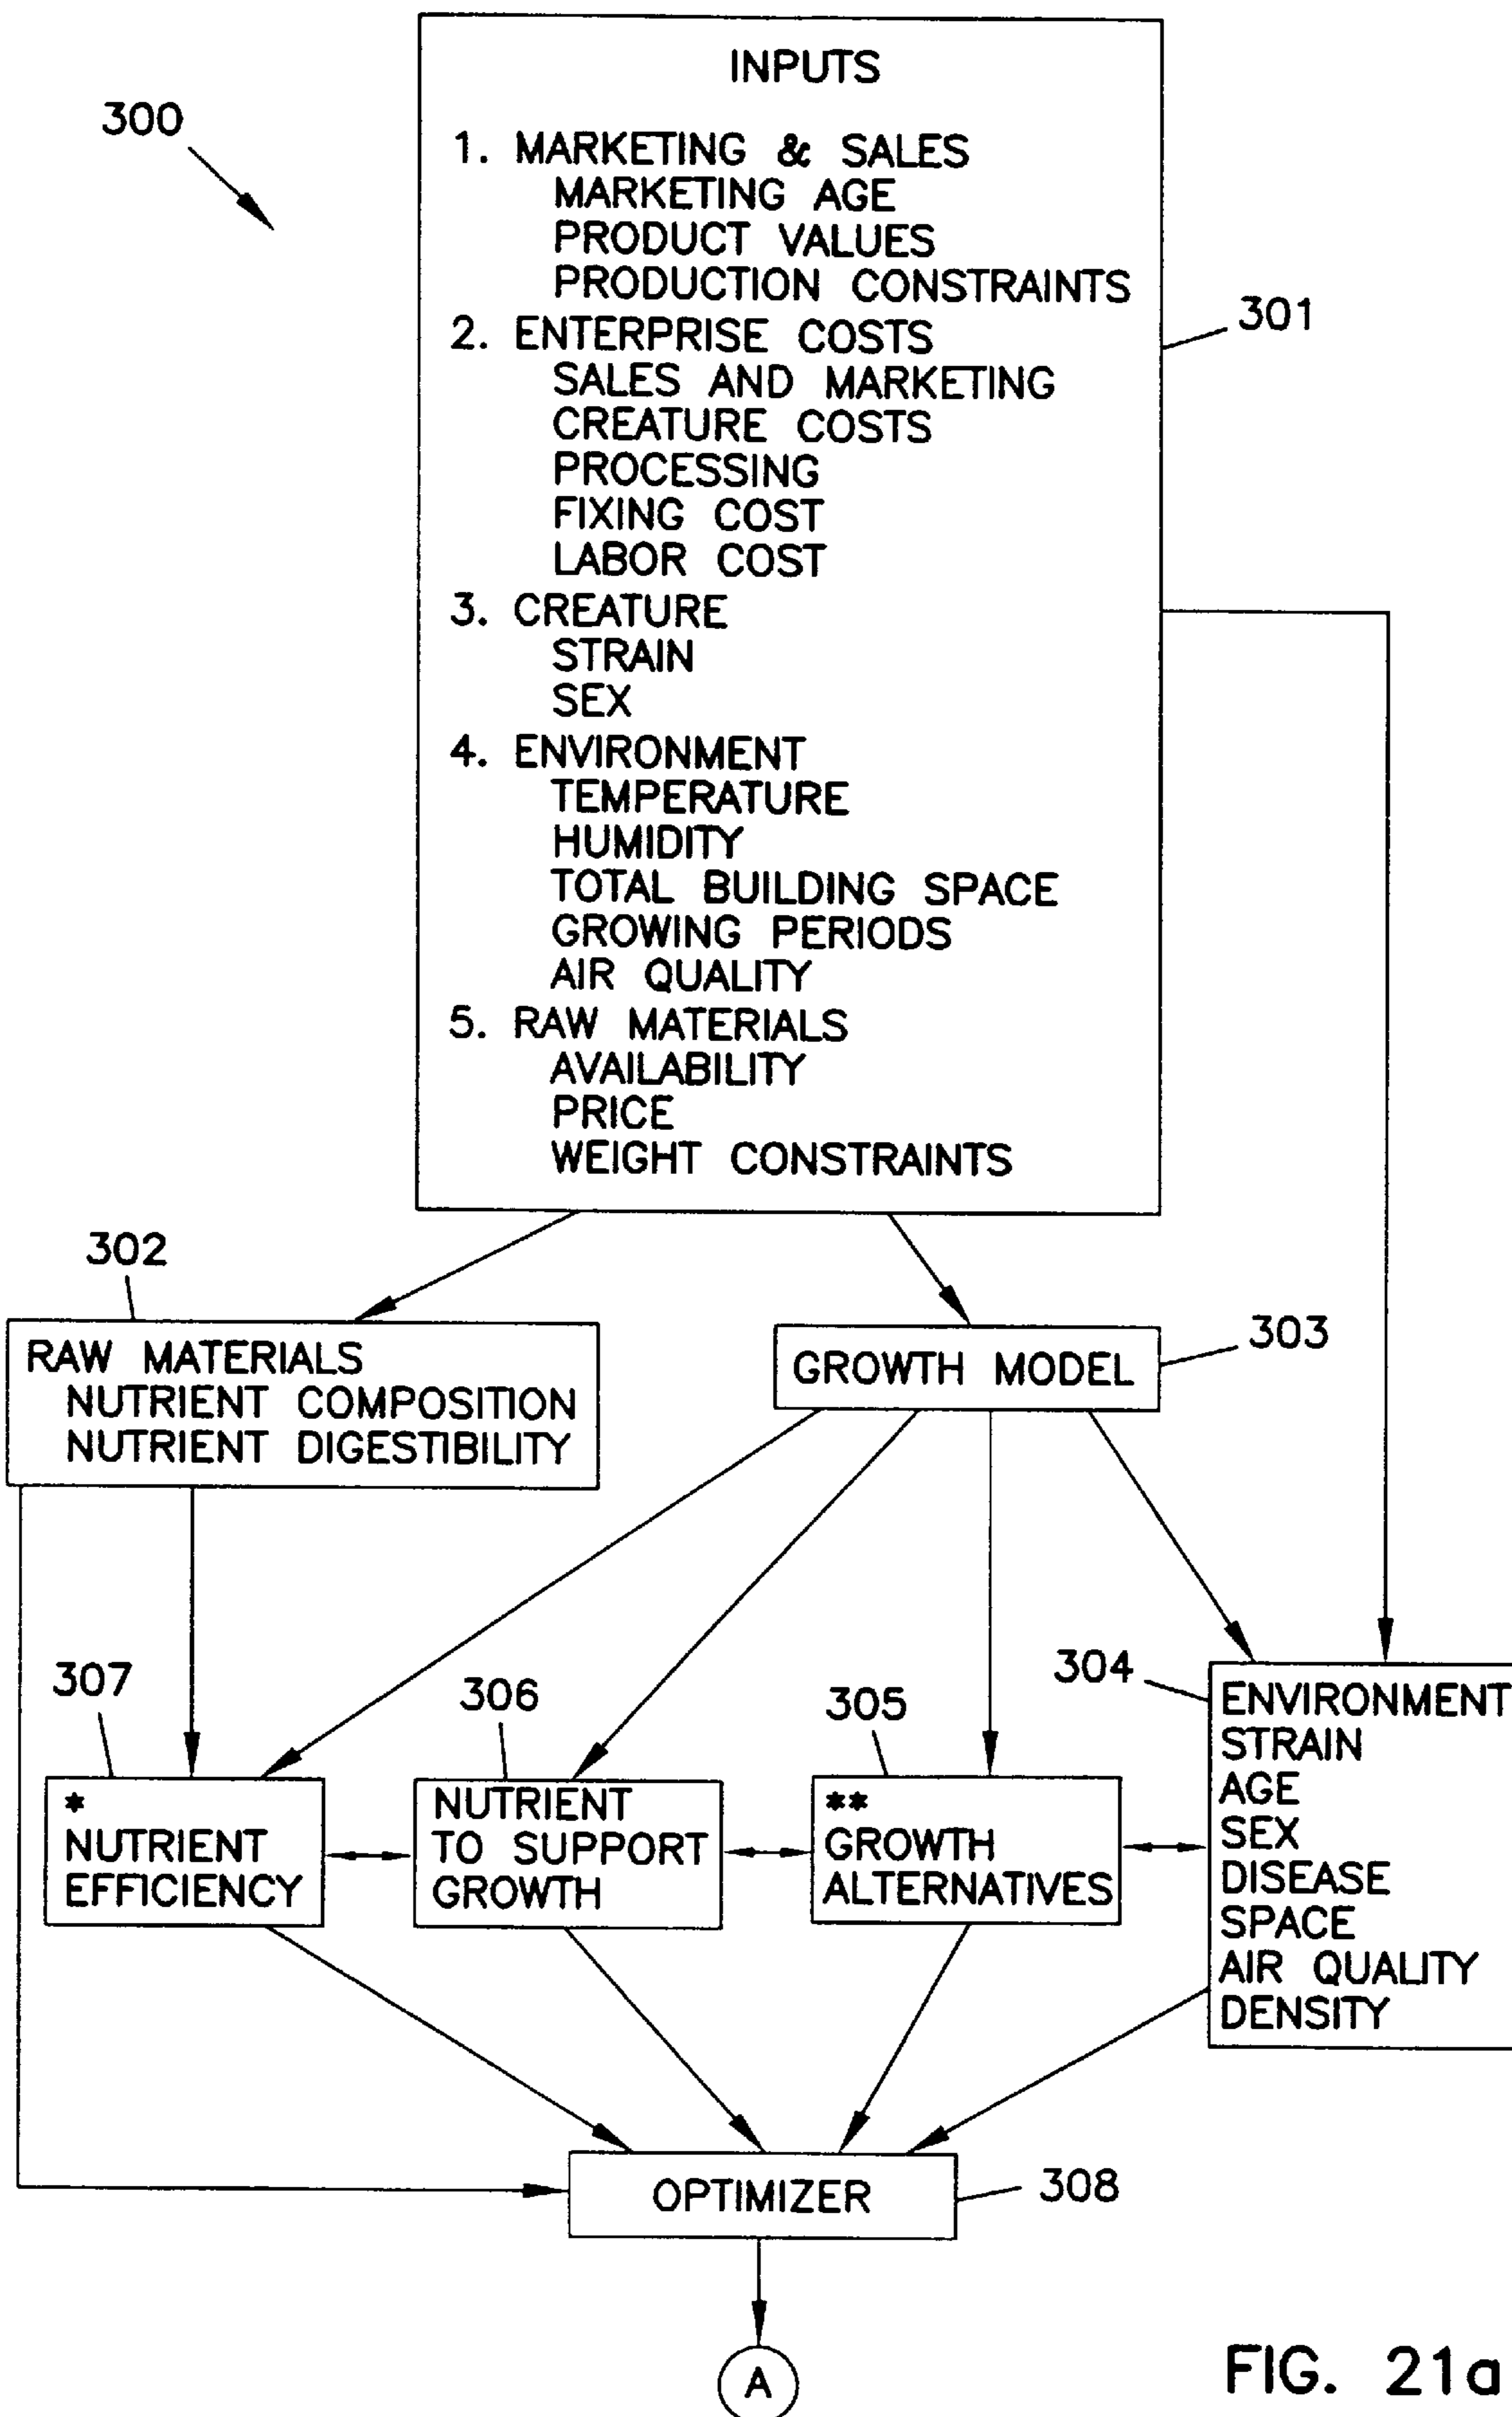 INPUTS
300
1. MARKETING & SALES
MARKETING AGE
PRODUCT VALUES
PRODUCTION CONSTRAINTS
301
2. ENTERPRISE COSTS
SALES AND MARKETING
CREATURE COSTS
PROCESSING
FIXING COST
LABOR COST
3. CREATURE
STRAIN
SEX
4. ENVIRONMENT
TEMPERATURE
HUMIDITY
TOTAL BUILDING SPACE
GROWING PERIODS
AIR QUALITY
5. RAW MATERIALS
AVAILABILITY
PRICE
WEIGHT CONSTRAINTS
302
RAW MATERIALS
NUTRIENT COMPOSITION
NUTRIENT DIGESTIBILITY
303
GROWTH MODEL
307
*
NUTRIENT
EFFICIENCY
306
NUTRIENT
TO SUPPORT
GROWTH
305
**
GROWTH
ALTERNATIVES
304
ENVIRONMENT
STRAIN
AGE
SEX
DISEASE
SPACE
AIR QUALITY
DENSITY
OPTIMIZER
308
A
FIG. 21a